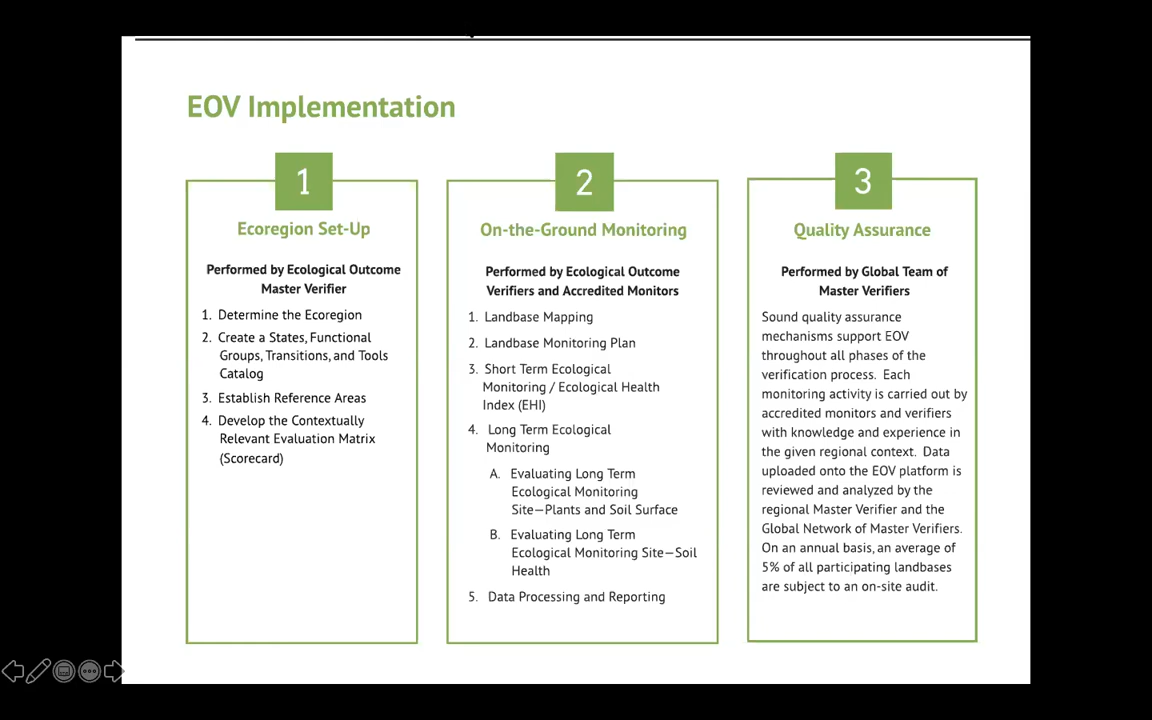 EOV Implementation
1
Ecoregion Set-Up
Performed by Ecological Outcome
Master Verifier
1. Determine the Ecoregion
2. Create a States, Functional
Groups, Transitions, and Tools
Catalog
3. Establish Reference Areas
4. Develop the Contextually
Relevant Evaluation Matrix
(Scorecard)
2
On-the-Ground Monitoring
Performed by Ecological Outcome
Verifiers and Accredited Monitors
1. Landbase Mapping
2. Landbase Monitoring Plan
3. Short Term Ecological
Monitoring / Ecological Health
Index (EHI)
4. Long Term Ecological
Monitoring
A. Evaluating Long Term
Ecological Monitoring
Site—Plants and Soil Surface
B. Evaluating Long Term
Ecological Monitoring Site—Soil
Health
5. Data Processing and Reporting
3
Quality Assurance
Performed by Global Team of
Master Verifiers
Sound quality assurance
mechanisms support EOV
throughout all phases of the
verification process. Each
monitoring activity is carried out by
accredited monitors and verifiers
with knowledge and experience in
the given regional context. Data
uploaded onto the EOV platform is
reviewed and analyzed by the
regional Master Verifier and the
Global Network of Master Verifiers.
On an annual basis, an average of
5% of all participating landbases
are subject to an on-site audit.